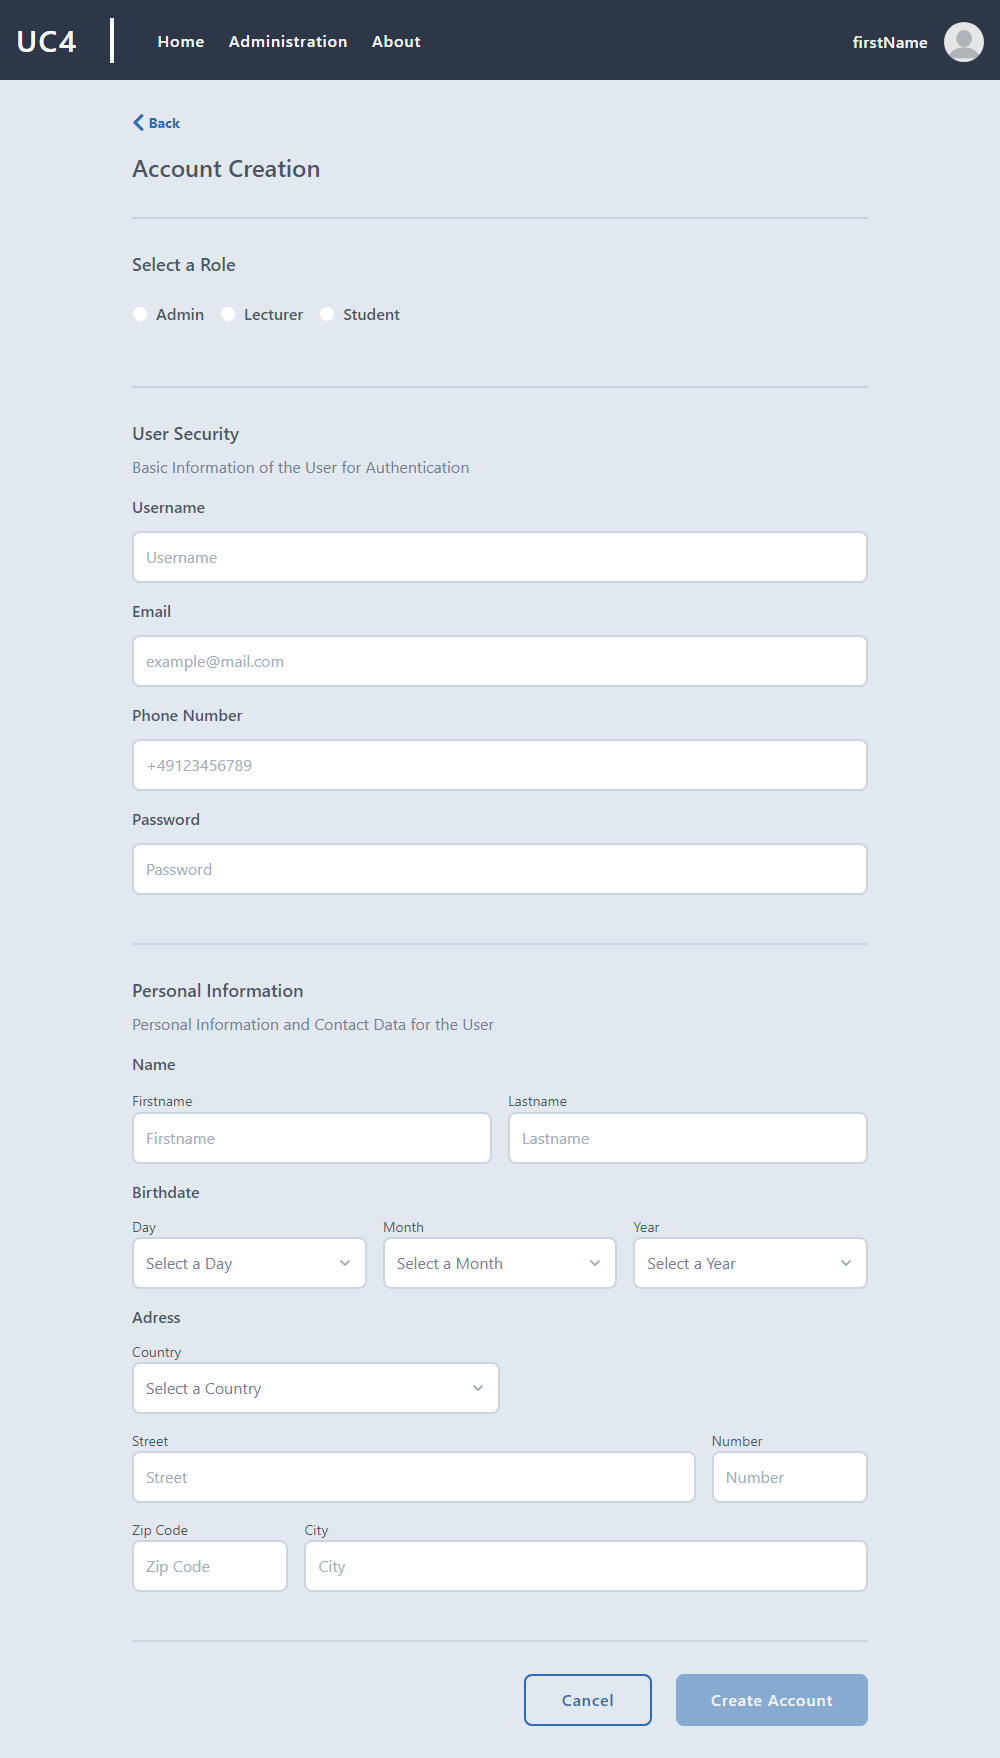 UC4 Home Administration About firstName
Back
Account Creation
Select a Role
Admin Lecturer Student
User Security
Basic Information of the User for Authentication
Username
Username
Email
example@mail.com
Phone Number
+49123456789
Password
Password
Personal Information
Personal Information and Contact Data for the User
Name
Firstname Lastname
Firstname Lastname
Birthdate
Day Month Year
Select a Day Select a Month Select a Year
Adress
Country
Select a Country
Street Number
Street Number
Zip Code City
Zip Code City
Cancel Create Account